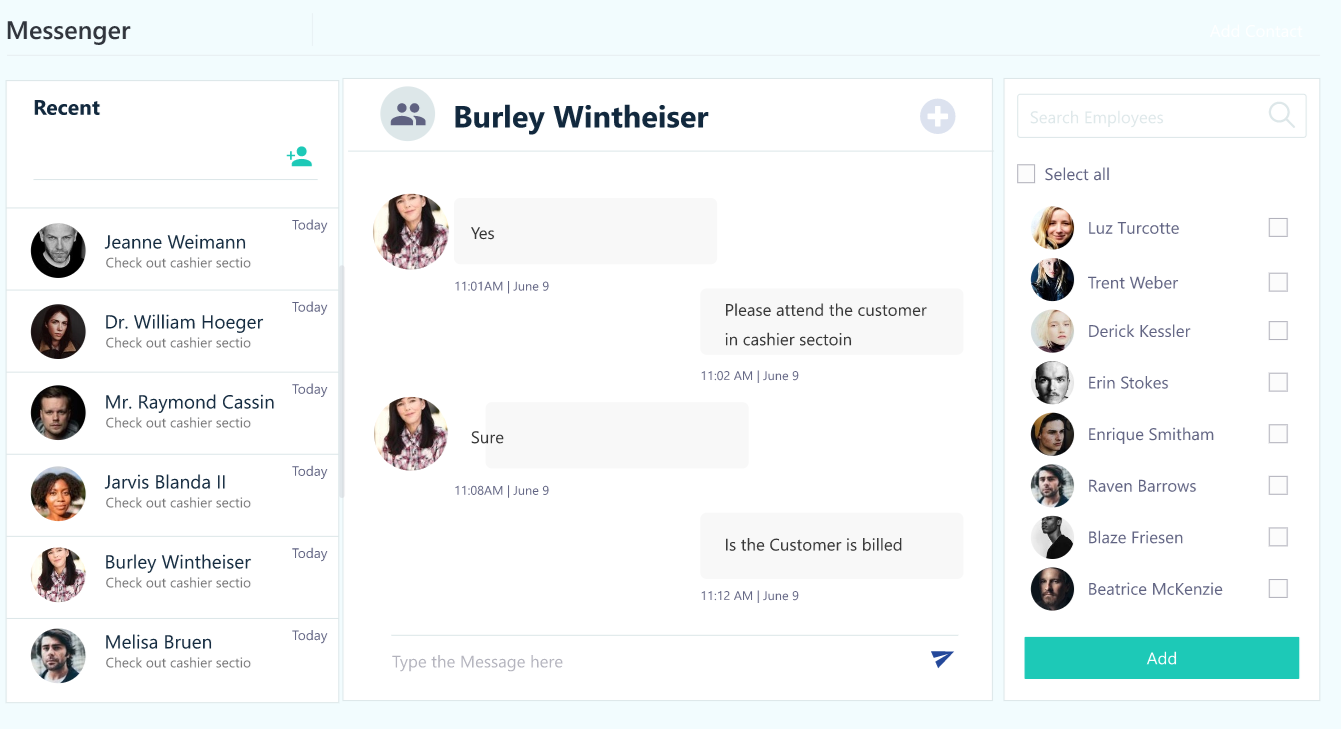 Messenger
Add Contact
Recent
Today
Jeanne Weimann
Check out cashier sectio
Today
Dr. William Hoeger
Check out cashier sectio
Today
Mr. Raymond Cassin
Check out cashier sectio
Today
Jarvis Blanda II
Check out cashier sectio
Today
Burley Wintheiser
Check out cashier sectio
Today
Melisa Bruen
Check out cashier sectio
Burley Wintheiser
Yes
11:01AM | June 9
Please attend the customer
in cashier sectoin
11:02 AM | June 9
Sure
11:08AM | June 9
Is the Customer is billed
11:12 AM | June 9
Type the Message here
Search Employees
Select all
Luz Turcotte
Trent Weber
Derick Kessler
Erin Stokes
Enrique Smitham
Raven Barrows
Blaze Friesen
Beatrice McKenzie
Add